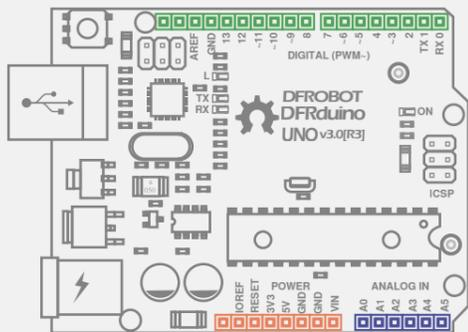 AREF
GND
13
12
~11
~10
~9
8
7
~6
~5
4
~3
2
TX 1
RX 0
DIGITAL (PWM~)
L
TX
RX
DFROBOT
DFRduino
UNO v3.0[R3]
ON
ICSP
POWER
IOREF
RESET
3V3
5V
GND
GND
VIN
ANALOG IN
A0
A1
A2
A3
A4
A5